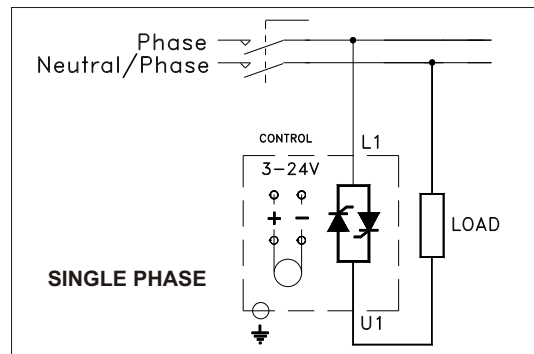 Phase
Neutral/Phase
CONTROL
L1
3-24V
+ -
LOAD
SINGLE PHASE
U1